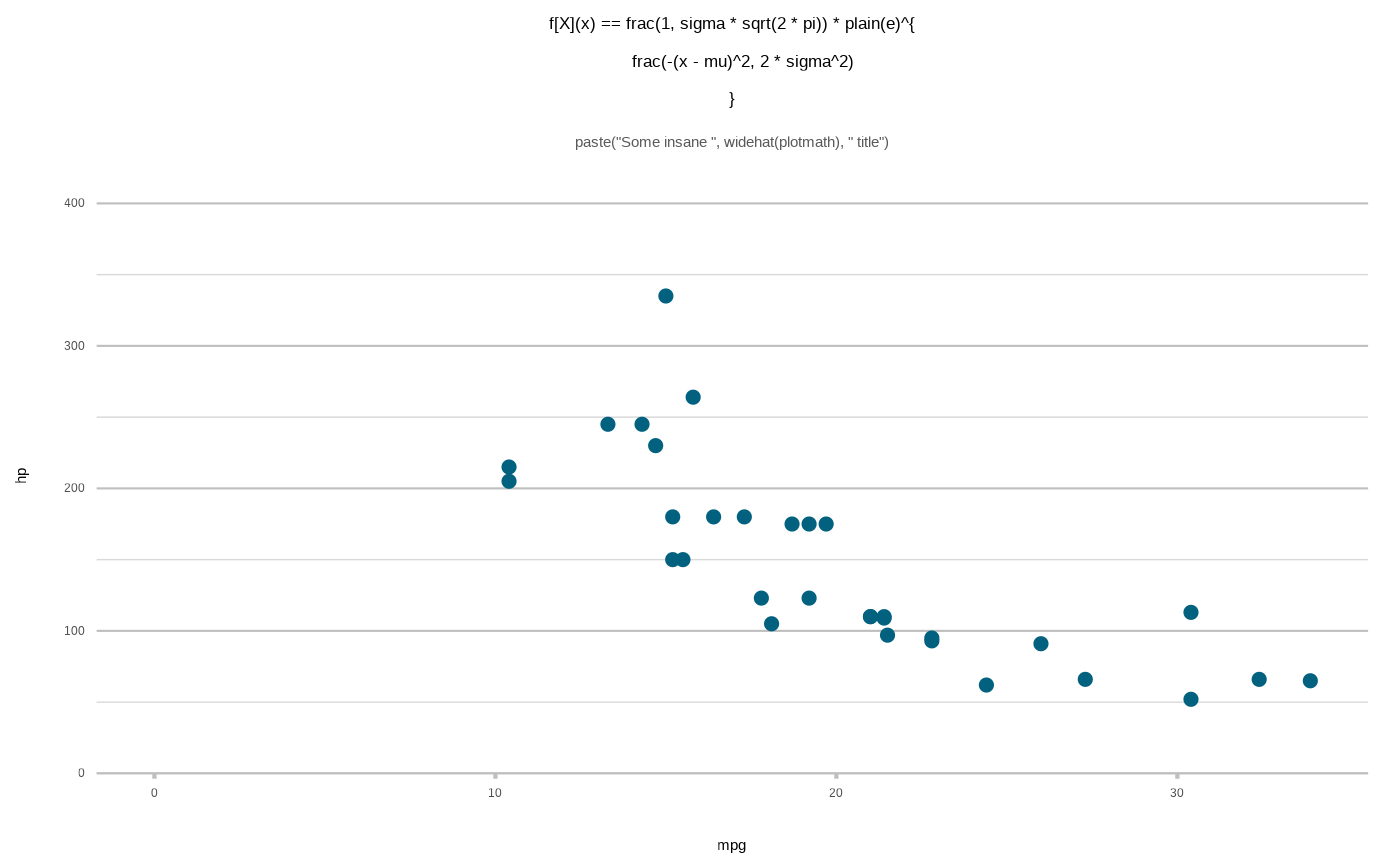 f[X](x) == frac(1, sigma * sqrt(2 * pi)) * plain(e)^{
frac(-(x - mu)^2, 2 * sigma^2)
}
paste("Some insane ", widehat(plotmath), " title")
400
300
hp
200
100
0
0 10 20 30
mpg